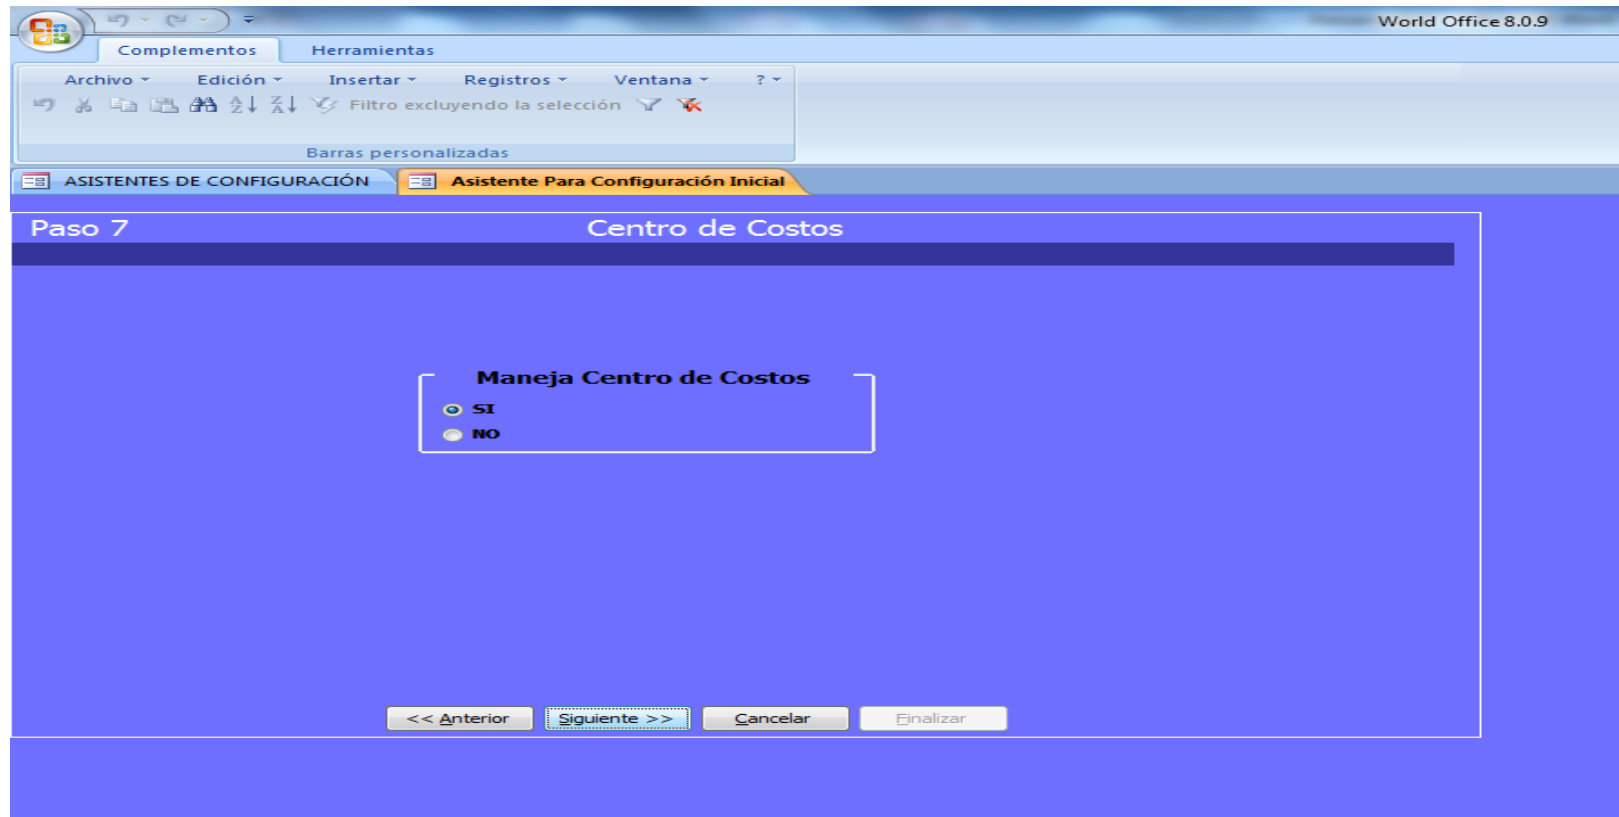 World Office 8.0.9
Complementos Herramientas
Archivo Edición Insertar Registros Ventana ?
Filtro excluyendo la selección
Barras personalizadas
ASISTENTES DE CONFIGURACIÓN Asistente Para Configuración Inicial
Paso 7 Centro de Costos
Maneja Centro de Costos
SI
NO
<< Anterior Siguiente >> Cancelar Finalizar